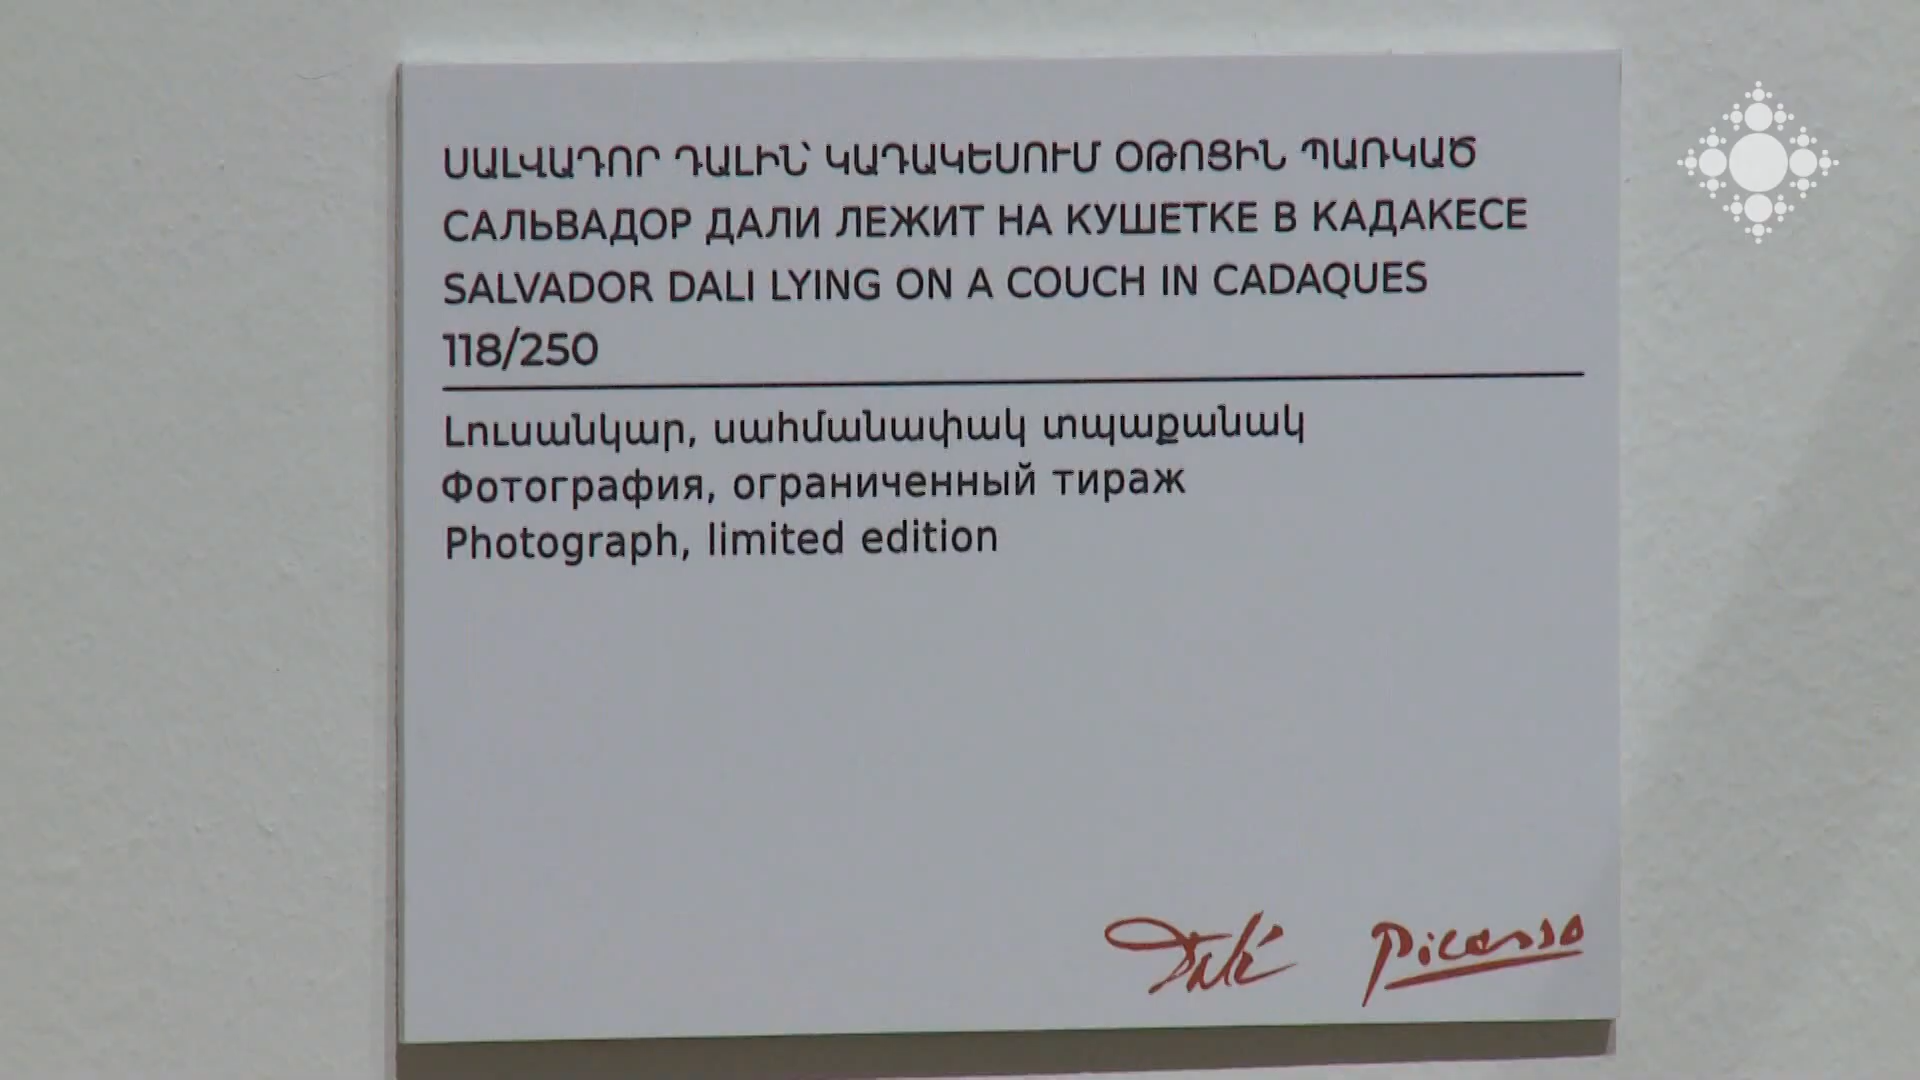 ՍԱԼՎԱԴՈՐ ԴԱԼԻՆ՝ ԿԱԴԱԿԵՍՈՒՄ ՕԹՈՑԻՆ ՊԱՌԿԱԾ
САЛЬВАДОР ДАЛИ ЛЕЖИТ НА КУШЕТКЕ В КАДАКЕСЕ
SALVADOR DALI LYING ON A COUCH IN CADAQUES
118/250
Լուսանկար, սահմանափակ տպաքանակ
Фотография, ограниченный тираж
Photograph, limited edition
Dalí Picasso